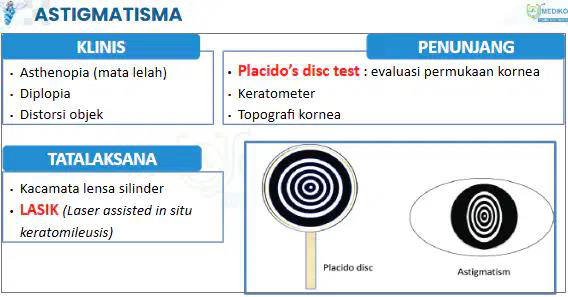 ASTIGMATISMA
MEDIKO
KLINIS
• Asthenopia (mata lelah)
• Diplopia
• Distorsi objek
PENUNJANG
• Placido's disc test : evaluasi permukaan kornea
• Keratometer
• Topografi kornea
TATALAKSANA
• Kacamata lensa silinder
• LASIK (Laser assisted in situ
keratomileusis)
Placido disc
Astigmatism